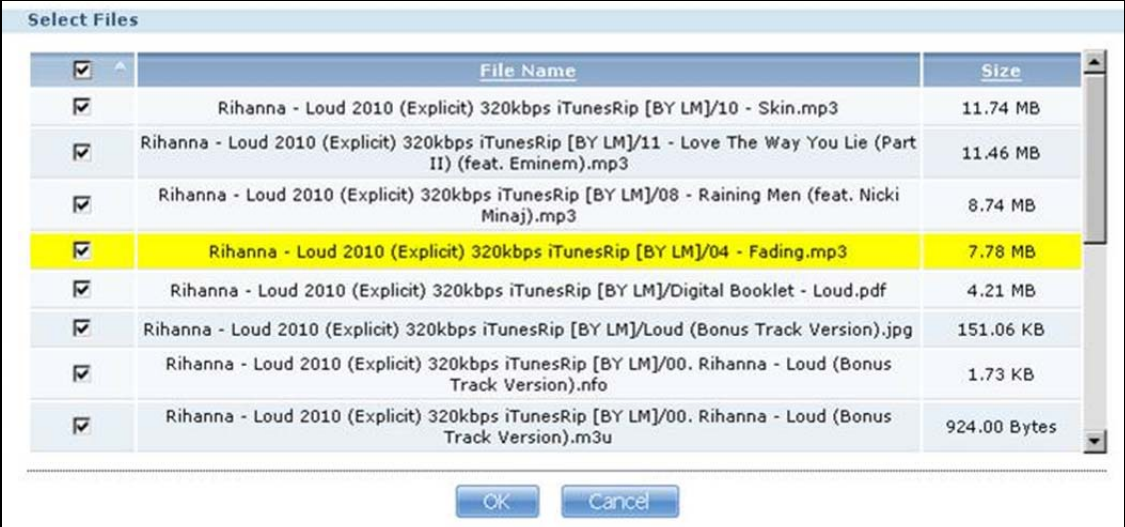 Select Files
File Name Size
Rihanna - Loud 2010 (Explicit) 320kbps iTunesRip [BY LM]/10 - Skin.mp3 11.74 MB
Rihanna - Loud 2010 (Explicit) 320kbps iTunesRip [BY LM]/11 - Love The Way You Lie (Part
II) (feat. Eminem).mp3 11.46 MB
Rihanna - Loud 2010 (Explicit) 320kbps iTunesRip [BY LM]/08 - Raining Men (feat. Nicki
Minaj).mp3 8.74 MB
Rihanna - Loud 2010 (Explicit) 320kbps iTunesRip [BY LM]/04 - Fading.mp3 7.78 MB
Rihanna - Loud 2010 (Explicit) 320kbps iTunesRip [BY LM]/Digital Booklet - Loud.pdf 4.21 MB
Rihanna - Loud 2010 (Explicit) 320kbps iTunesRip [BY LM]/Loud (Bonus Track Version).jpg 151.06 KB
Rihanna - Loud 2010 (Explicit) 320kbps iTunesRip [BY LM]/00. Rihanna - Loud (Bonus
Track Version).nfo 1.73 KB
Rihanna - Loud 2010 (Explicit) 320kbps iTunesRip [BY LM]/00. Rihanna - Loud (Bonus
Track Version).m3u 924.00 Bytes
OK Cancel